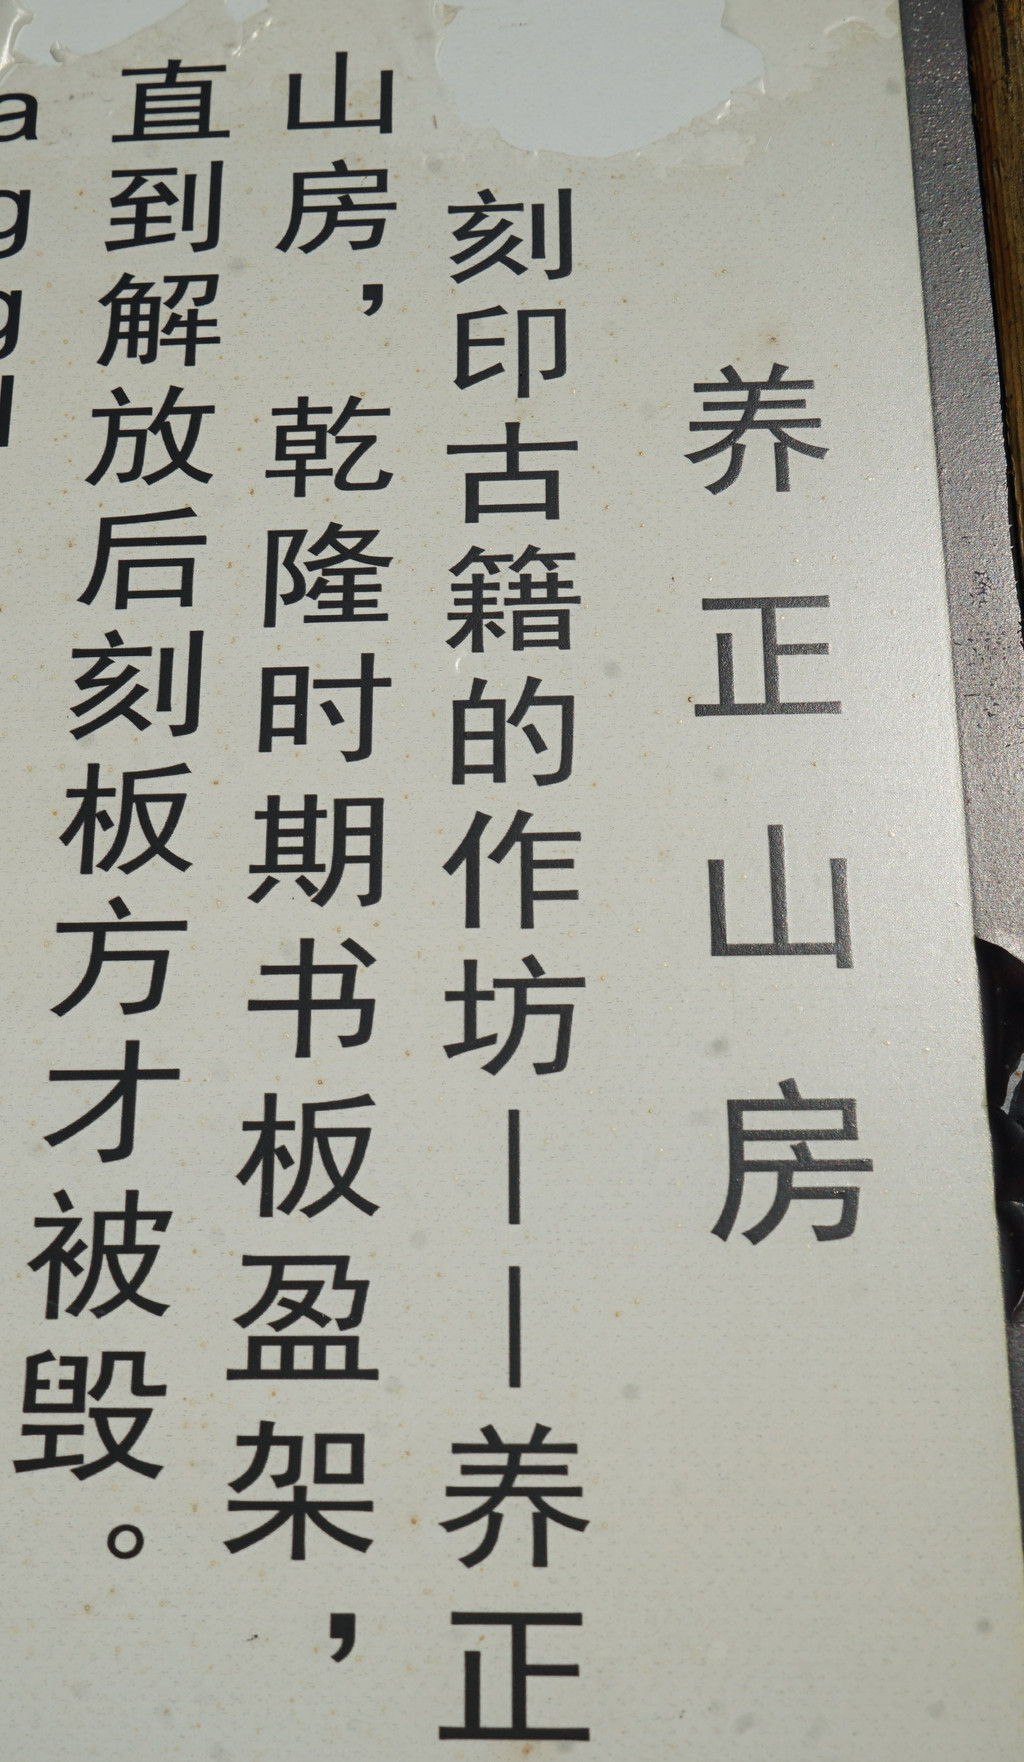 养正山房
刻印古籍的作坊——养正
山房，乾隆时期书板盈架，
直到解放后刻板方才被毁。